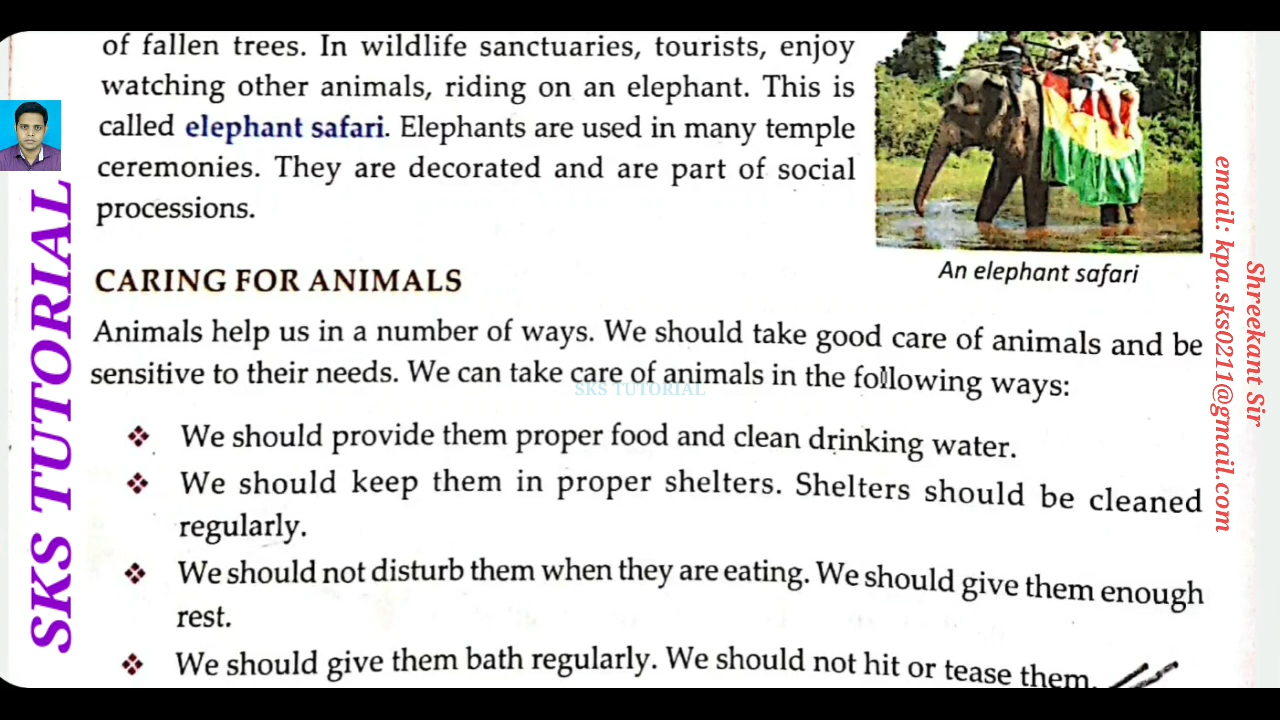 of fallen trees. In wildlife sanctuaries, tourists, enjoy
watching other animals, riding on an elephant. This is
called elephant safari. Elephants are used in many temple
ceremonies. They are decorated and are part of social
processions.
An elephant safari
CARING FOR ANIMALS
Animals help us in a number of ways. We should take good care of animals and be
sensitive to their needs. We can take care of animals in the following ways:
SKS TUTORIAL
❖ We should provide them proper food and clean drinking water.
❖ We should keep them in proper shelters. Shelters should be cleaned
regularly.
❖ We should not disturb them when they are eating. We should give them enough
rest.
❖ We should give them bath regularly. We should not hit or tease them.
SKS TUTORIAL
Shreekant Sir
email: kpa.sks0211@gmail.com